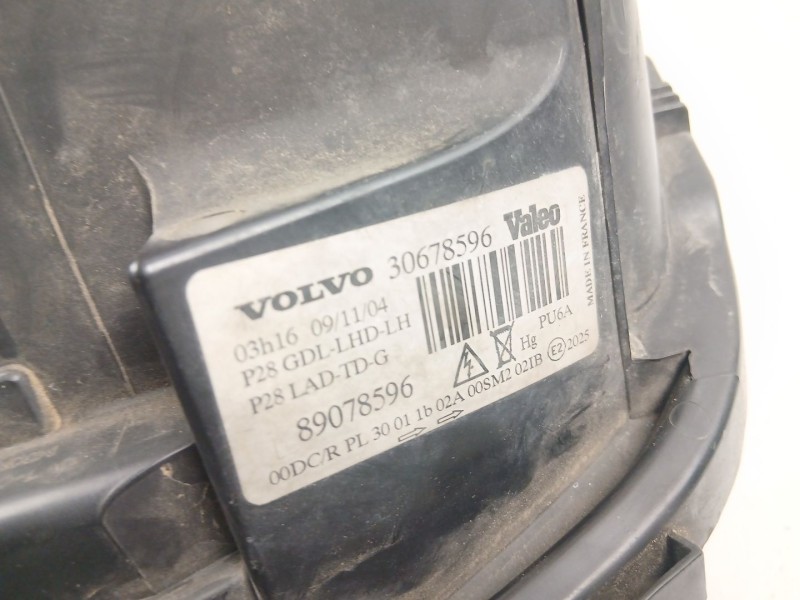 VOLVO 30678596 Valeo
03h16 09/11/04
P28 GDL-LHD-LH
P28 LAD-TD-G
PU6A
Hg
89078596
E2 2025
00DC/R PL 30 01 1b 02A 00SM2 02IB
MADE IN FRANCE